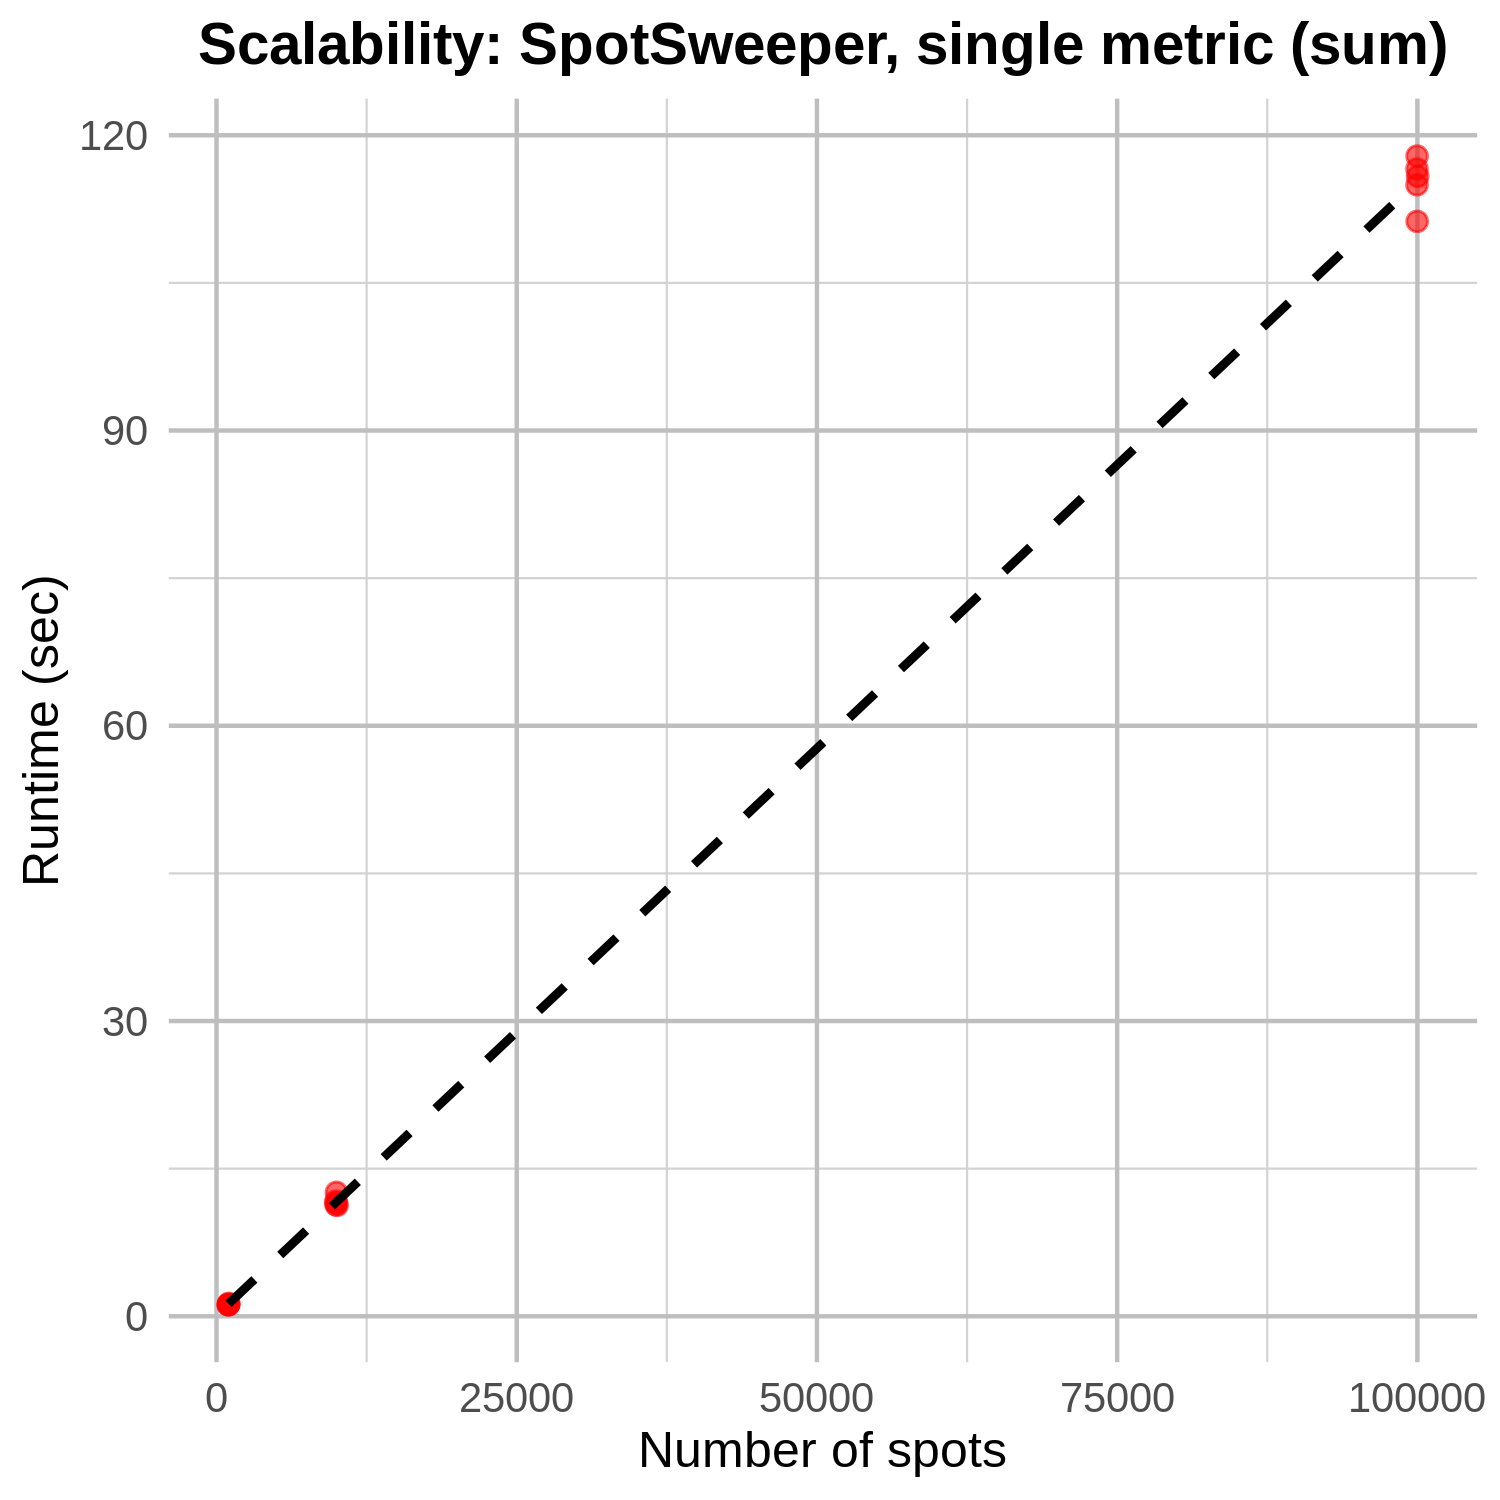 Scalability: SpotSweeper, single metric (sum)
120
90
60
30
0
Runtime (sec)
0 25000 50000 75000 100000
Number of spots